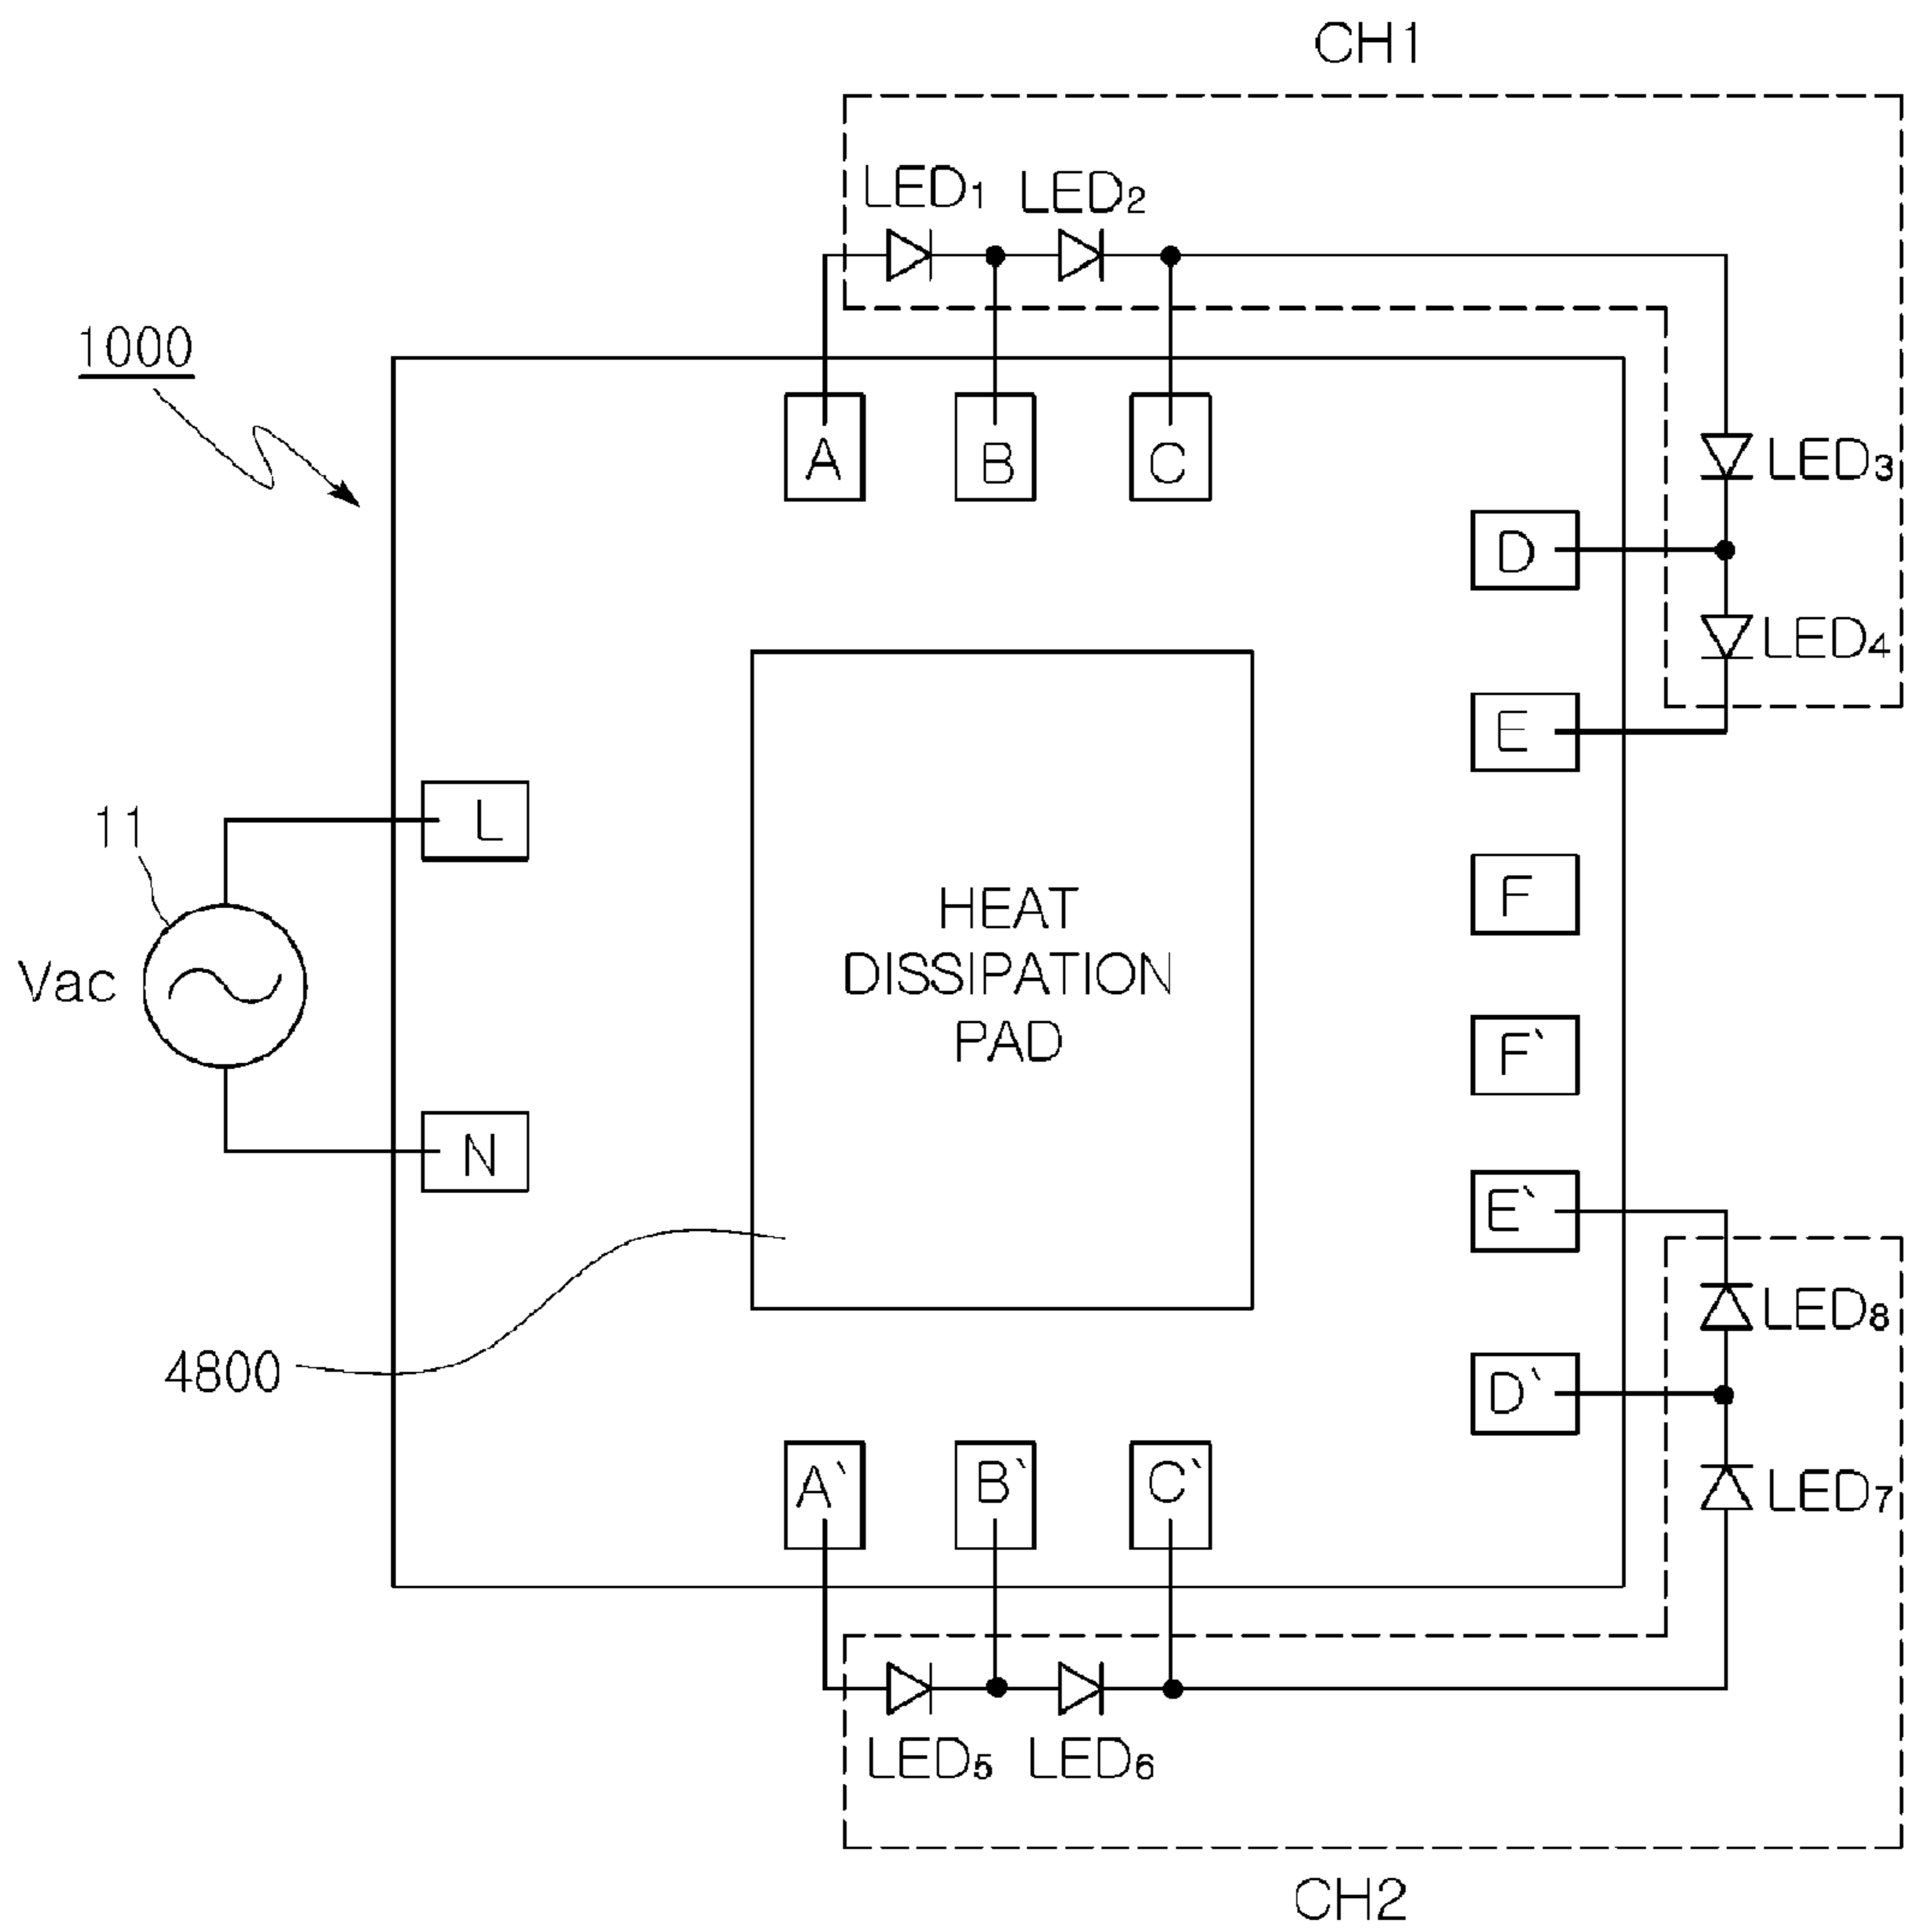 CH1
LED1 LED2
1000
A B C
LED3
D
LED4
E
L
11
F
HEAT
DISSIPATION
PAD
Vac
F`
N
E`
LED8
4800
D`
A` B` C`
LED7
LED5 LED6
CH2